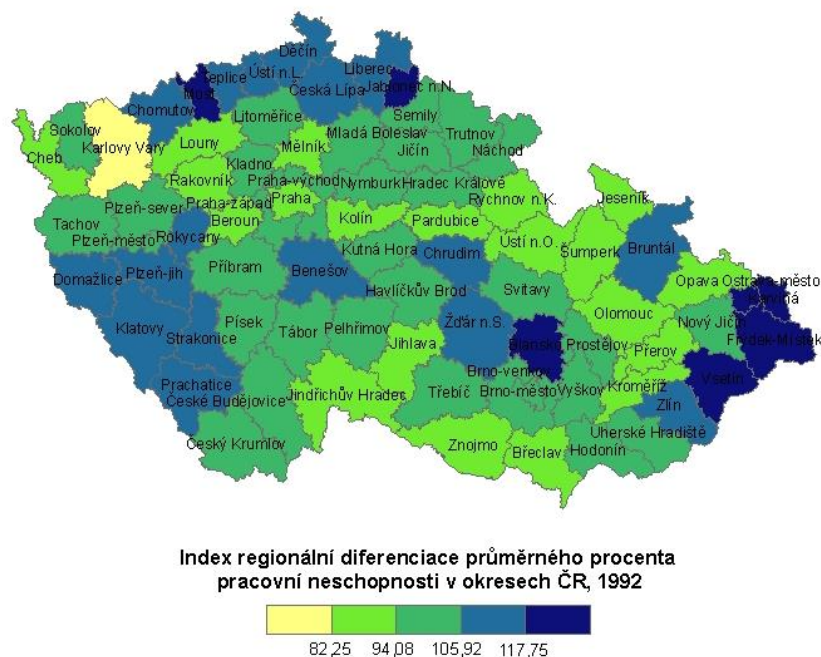 Děčín
Teplice Ústí n.L. Liberec
Most Česká Lípa Jablonec n.N.
Chomutov
Litoměřice Semily
Sokolov Mladá Boleslav Trutnov
Karlovy Vary Louny Mělník Jičín Náchod
Cheb Kladno
Rakovník Praha-východ Nymburk Hradec Králové
Praha-západ Praha Rychnov n.K. Jeseník
Tachov Plzeň-sever Beroun Kolín Pardubice
Plzeň-město Rokycany Kutná Hora Ústí n.O. Šumperk Bruntál
Domažlice Plzeň-jih Příbram Benešov Chrudim
Havlíčkův Brod Svitavy Opava Ostrava-město
Karviná
Klatovy Strakonice Písek Tábor Pelhřimov Žďár n.S. Olomouc Nový Jičín
Jihlava Blansko Prostějov Přerov Frýdek-Místek
Prachatice Brno-venkov Kroměříž Vsetín
České Budějovice Jindřichův Hradec Třebíč Brno-město Vyškov Zlín
Český Krumlov Znojmo Břeclav Hodonín Uherské Hradiště
Index regionální diferenciace průměrného procenta
pracovní neschopnosti v okresech ČR, 1992
82,25 94,08 105,92 117,75